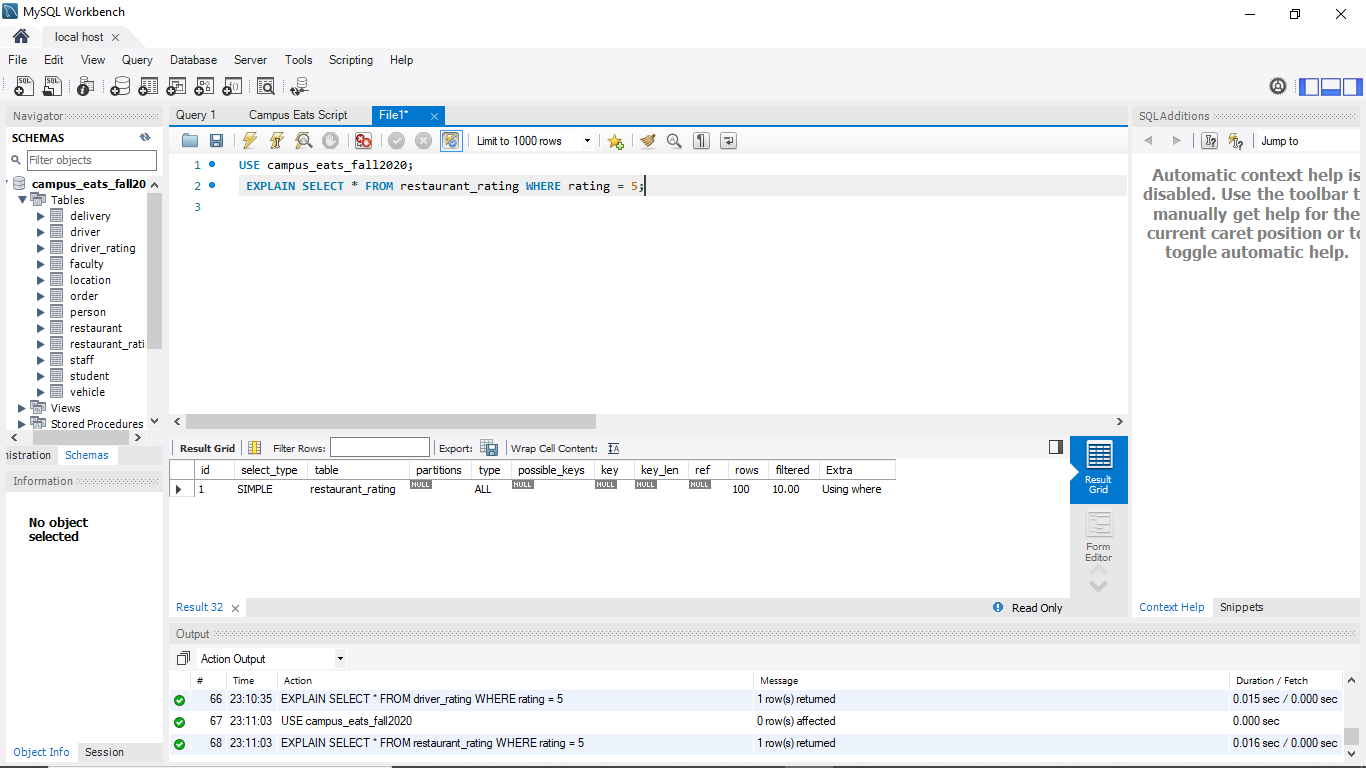 MySQL Workbench
local host
File Edit View Query Database Server Tools Scripting Help
Navigator
SCHEMAS
Filter objects
campus_eats_fall20
Tables
delivery
driver
driver_rating
faculty
location
order
person
restaurant
restaurant_rati
staff
student
vehicle
Views
Stored Procedures
nistration Schemas
Information
No object
selected
Object Info Session
Query 1 Campus Eats Script File1*
Limit to 1000 rows
1 USE campus_eats_fall2020;
2 EXPLAIN SELECT * FROM restaurant_rating WHERE rating = 5;
3
Result Grid Filter Rows: Export: Wrap Cell Content:
id select_type table partitions type possible_keys key key_len ref rows filtered Extra
1 SIMPLE restaurant_rating NULL ALL NULL NULL NULL NULL 100 10.00 Using where
Result
Grid
Form
Editor
Result 32 Read Only
SQLAdditions
Jump to
Automatic context help is
disabled. Use the toolbar t
manually get help for the
current caret position or to
toggle automatic help.
Context Help Snippets
Output
Action Output
# Time Action Message Duration / Fetch
66 23:10:35 EXPLAIN SELECT * FROM driver_rating WHERE rating = 5 1 row(s) returned 0.015 sec / 0.000 sec
67 23:11:03 USE campus_eats_fall2020 0 row(s) affected 0.000 sec
68 23:11:03 EXPLAIN SELECT * FROM restaurant_rating WHERE rating = 5 1 row(s) returned 0.016 sec / 0.000 sec